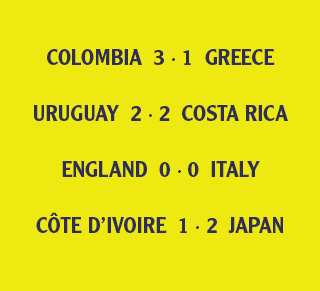 COLOMBIA 3 · 1 GREECE
URUGUAY 2 · 2 COSTA RICA
ENGLAND 0 · 0 ITALY
CÔTE D’IVOIRE 1 · 2 JAPAN